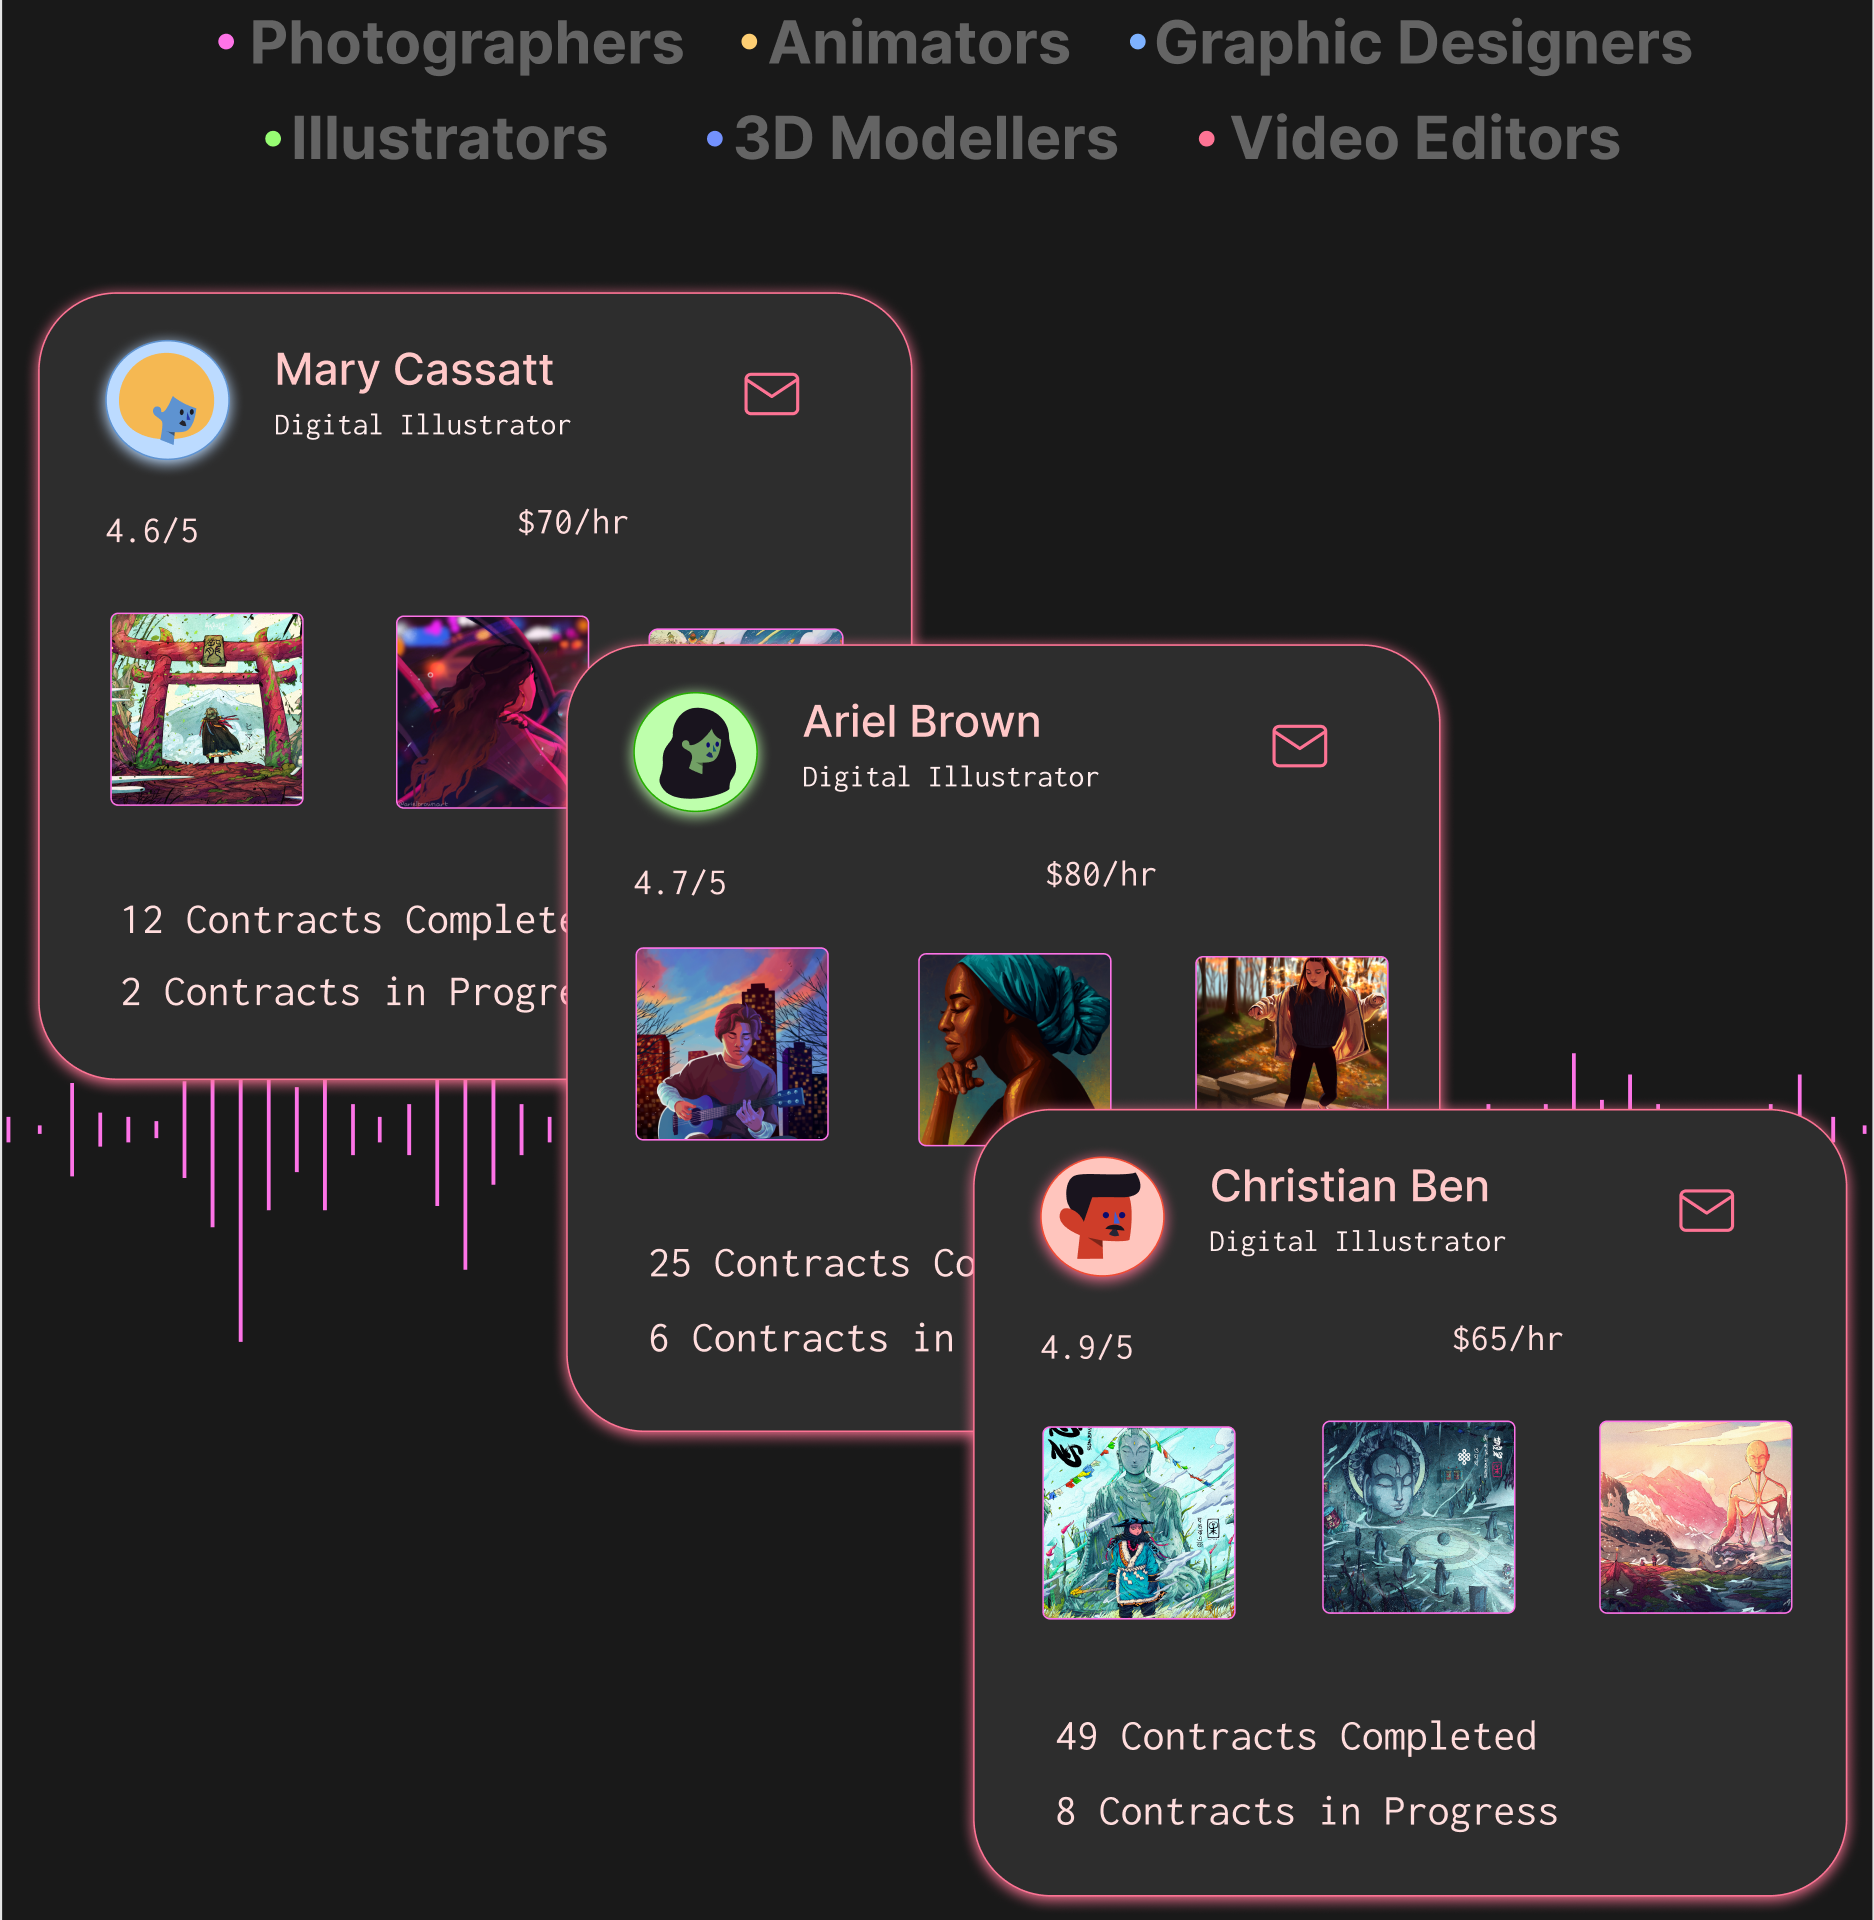 Photographers
Animators
Graphic Designers
Illustrators
3D Modellers
Video Editors
Mary Cassatt
Digital Illustrator
4.6/5
$70/hr
12 Contracts Complete
2 Contracts in Progre
Ariel Brown
Digital Illustrator
4.7/5
$80/hr
25 Contracts Co
6 Contracts in
Christian Ben
Digital Illustrator
4.9/5
$65/hr
49 Contracts Completed
8 Contracts in Progress